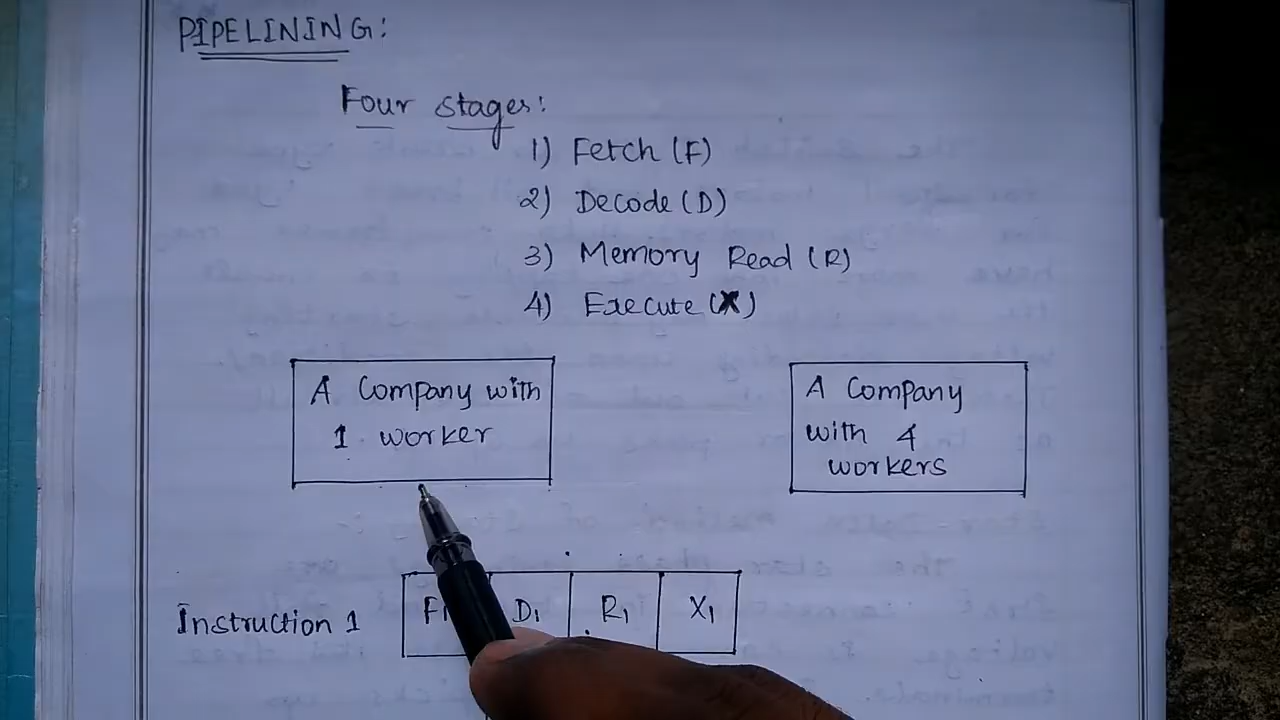 PIPELINING:
Four stages:
1) Fetch (F)
2) Decode (D)
3) Memory Read (R)
4) Execute (X)
A Company with
1 worker
A Company
with 4
workers
Instruction 1 F1 D1 R1 X1